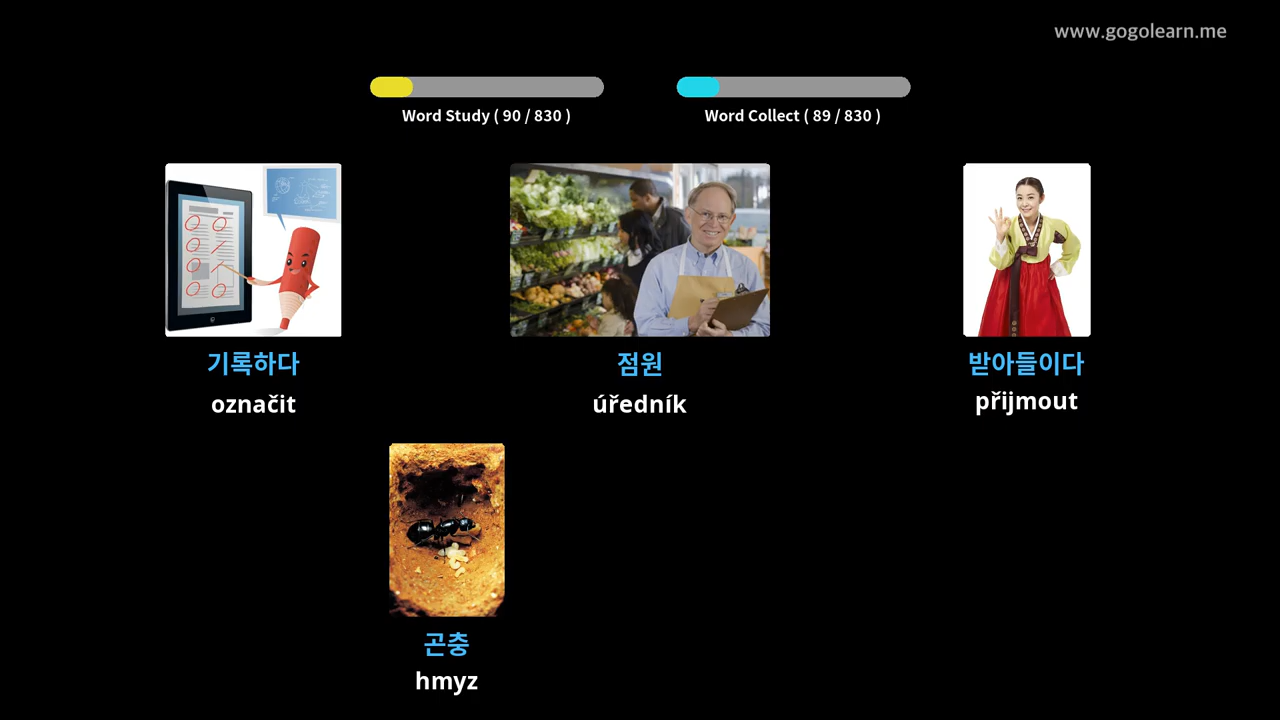 www.gogolearn.me
Word Study ( 90 / 830 )
Word Collect ( 89 / 830 )
기록하다
점원
받아들이다
označit
úředník
přijmout
곤충
hmyz